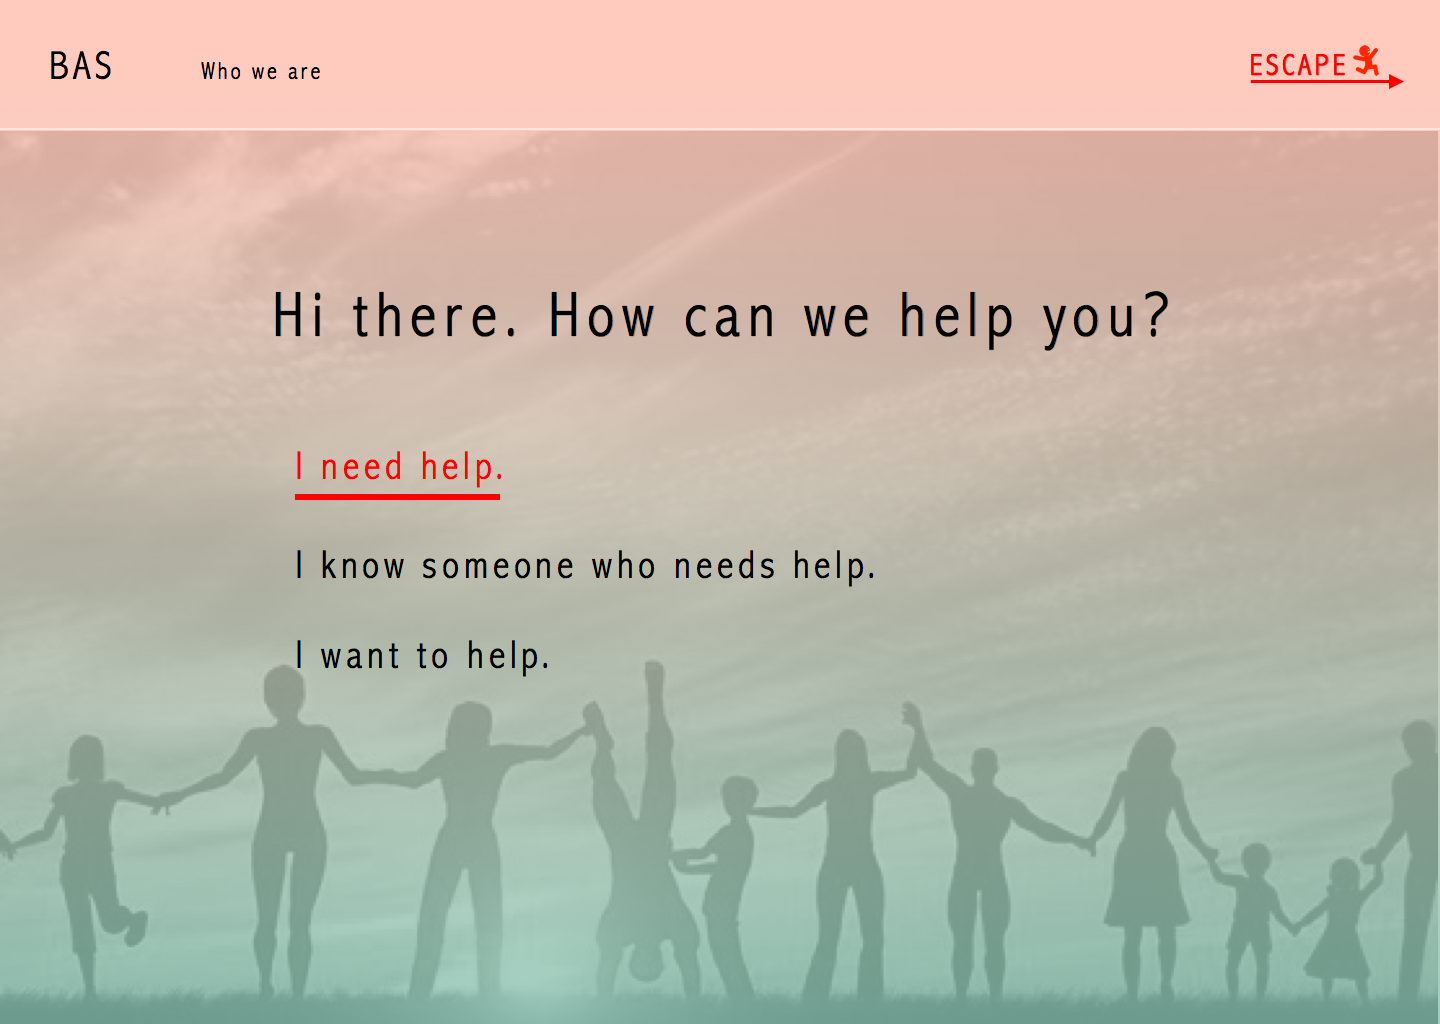 BAS
Who we are
ESCAPE
Hi there. How can we help you?
I need help.
I know someone who needs help.
I want to help.